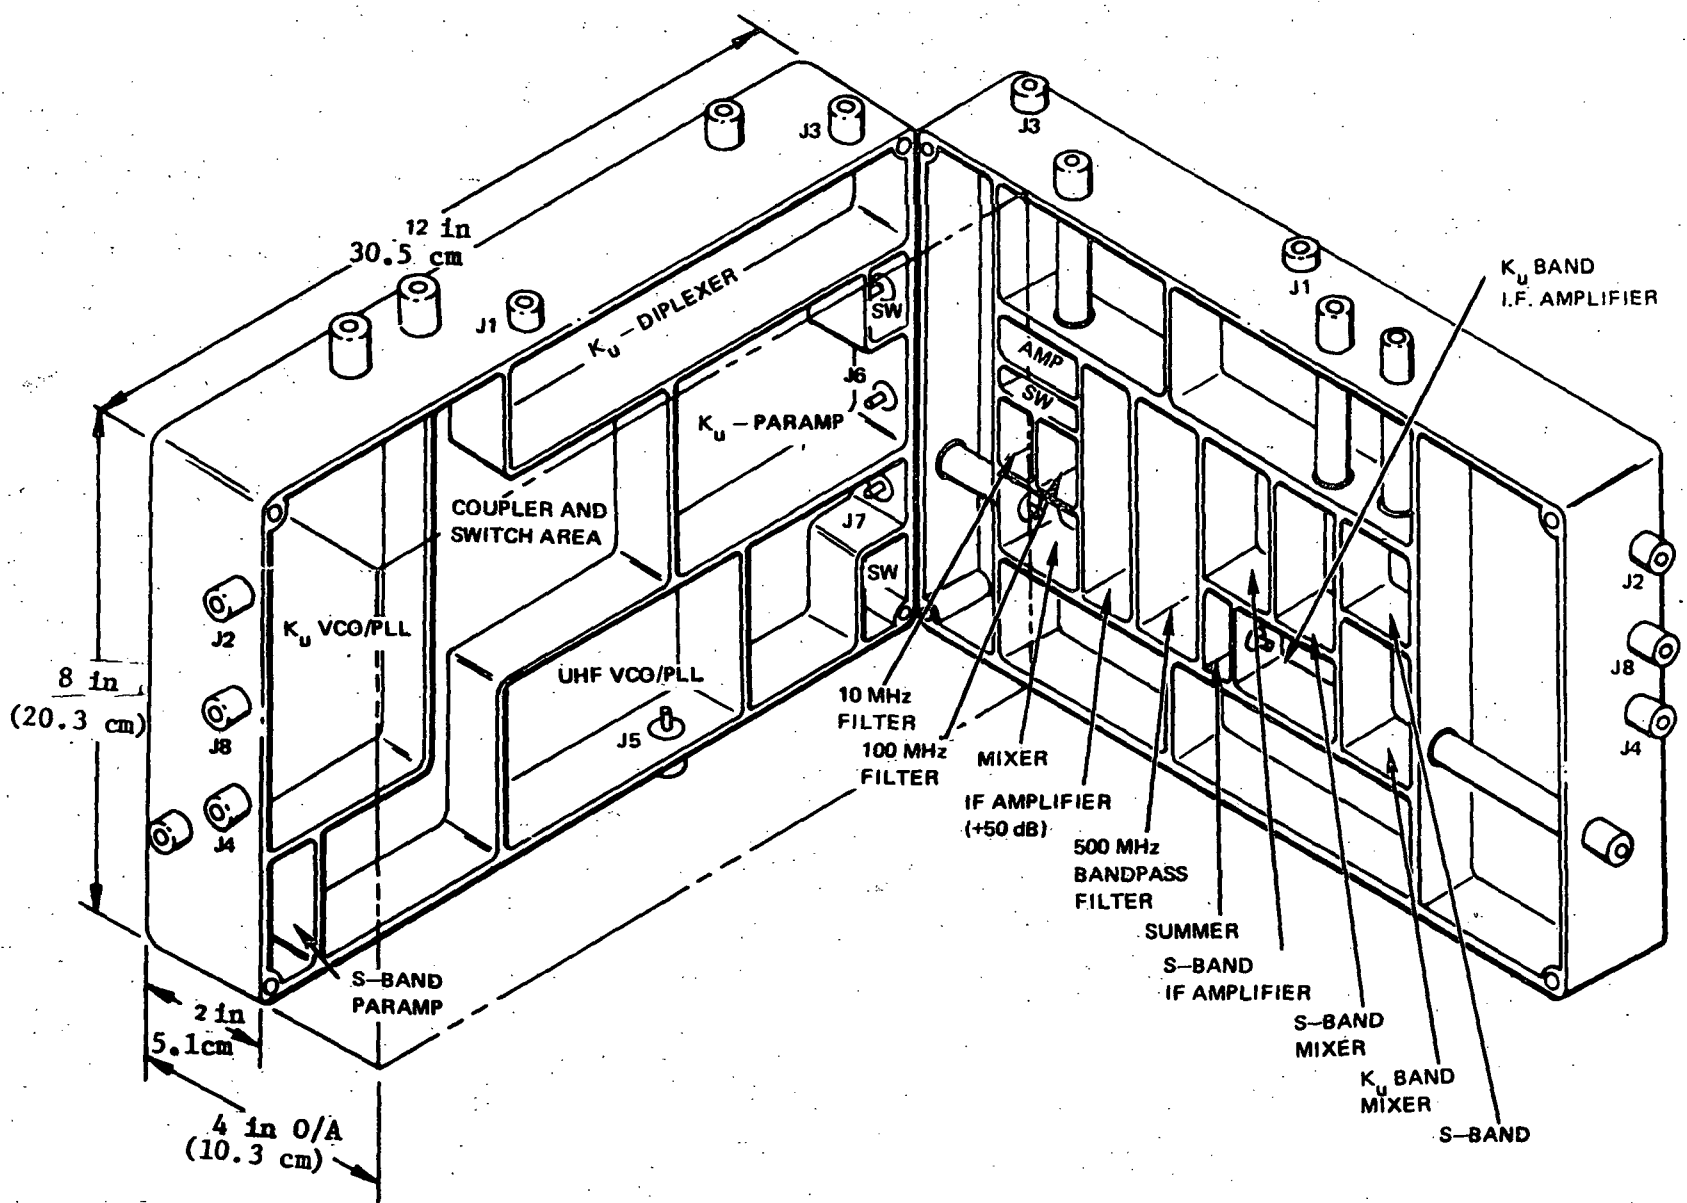 12 in
30.5 cm
8 in
(20.3 cm)
2 in
5.1cm
4 in O/A
(10.3 cm)
J3
J1
J2
J8
J4
Ku – DIPLEXER
SW
J6
Ku – PARAMP
COUPLER AND
SWITCH AREA
J7
SW
Ku VCO/PLL
UHF VCO/PLL
J5
S–BAND
PARAMP
J3
J1
Ku BAND
I.F. AMPLIFIER
AMP
SW
J2
J8
J4
10 MHz
FILTER
100 MHz
FILTER
MIXER
IF AMPLIFIER
(+50 dB)
500 MHz
BANDPASS
FILTER
SUMMER
S–BAND
IF AMPLIFIER
S–BAND
MIXER
Ku BAND
MIXER
S–BAND